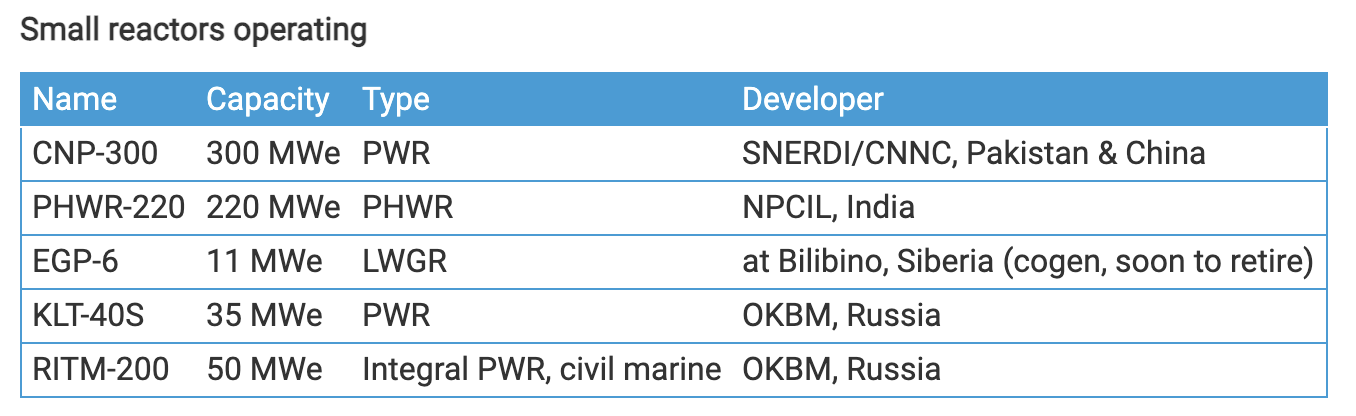 Small reactors operating
Name Capacity Type Developer
CNP-300 300 MWe PWR SNERDI/CNNC, Pakistan & China
PHWR-220 220 MWe PHWR NPCIL, India
EGP-6 11 MWe LWGR at Bilibino, Siberia (cogen, soon to retire)
KLT-40S 35 MWe PWR OKBM, Russia
RITM-200 50 MWe Integral PWR, civil marine OKBM, Russia